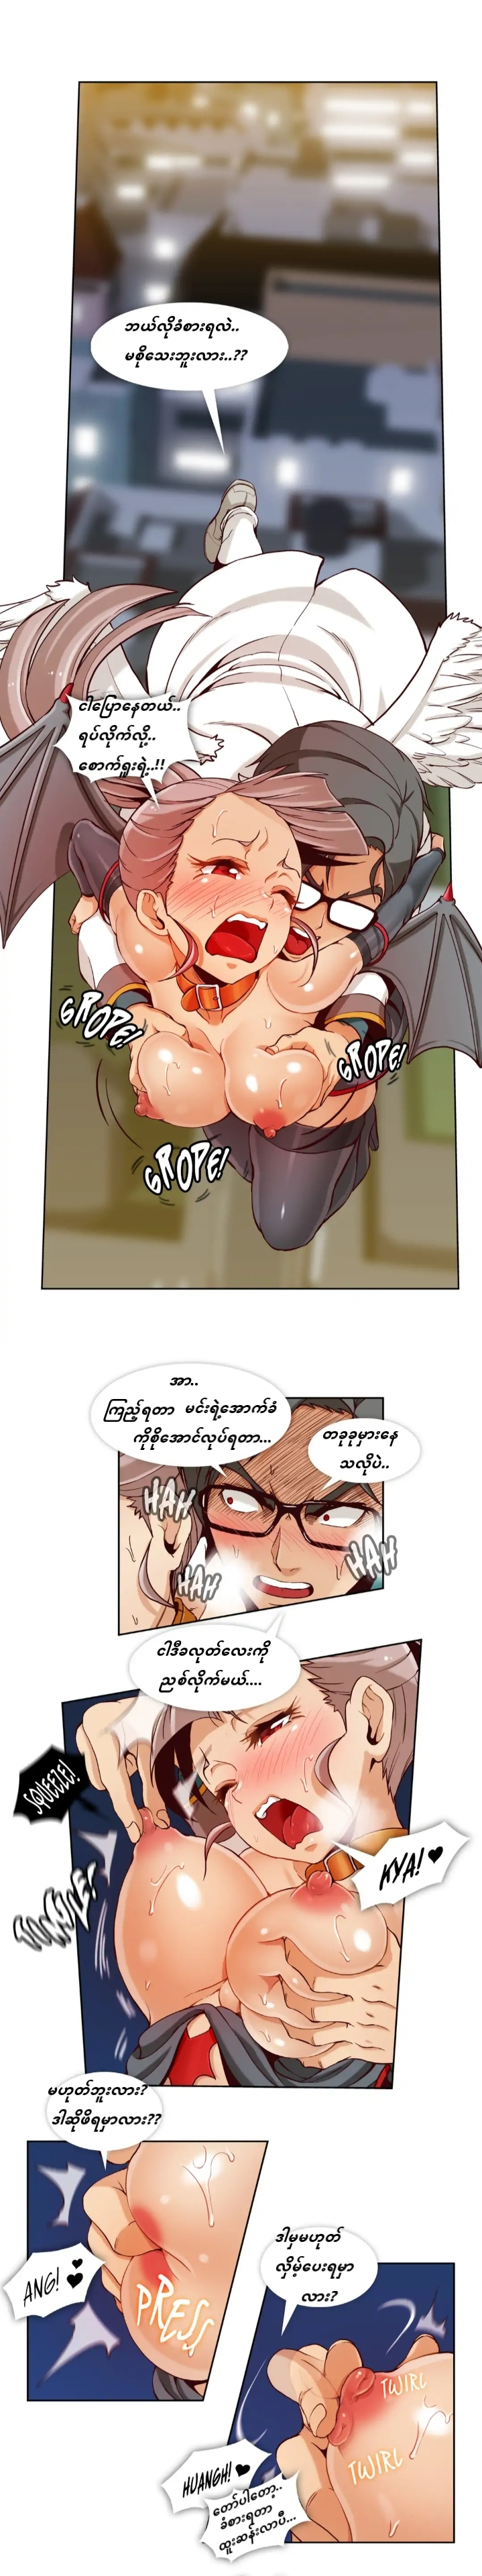 ဘယ်လိုခံစားရလဲ..
မစိုသေးဘူးလား..??
ငါပြောနေတယ်..
ရပ်လိုက်လို့..
စောက်ရူးရဲ့..!!
GROPE!
GROPE!
GROPE!
အာ..
ကြည့်ရတာ မင်းရဲ့အောက်ခံ
ကိုစိုအောင်လုပ်ရတာ...
တခုခုမှားနေ
သလိုပဲ..
HAH
HAH
HAH
ငါဒီခလုတ်လေးကို
ညစ်လိုက်မယ်....
SQUEEZE!
KYA!
မဟုတ်ဘူးလား?
ဒါဆိုဖိရမှာလား??
ANG!
PRESS
ဒါမှမဟုတ်
လှိမ့်ပေးရမှာ
လား?
TWIRL
TWIRL
HUANGH!
တော်ပါတော့..
ခံစားရတာ
ထူးဆန်းလာပီ...